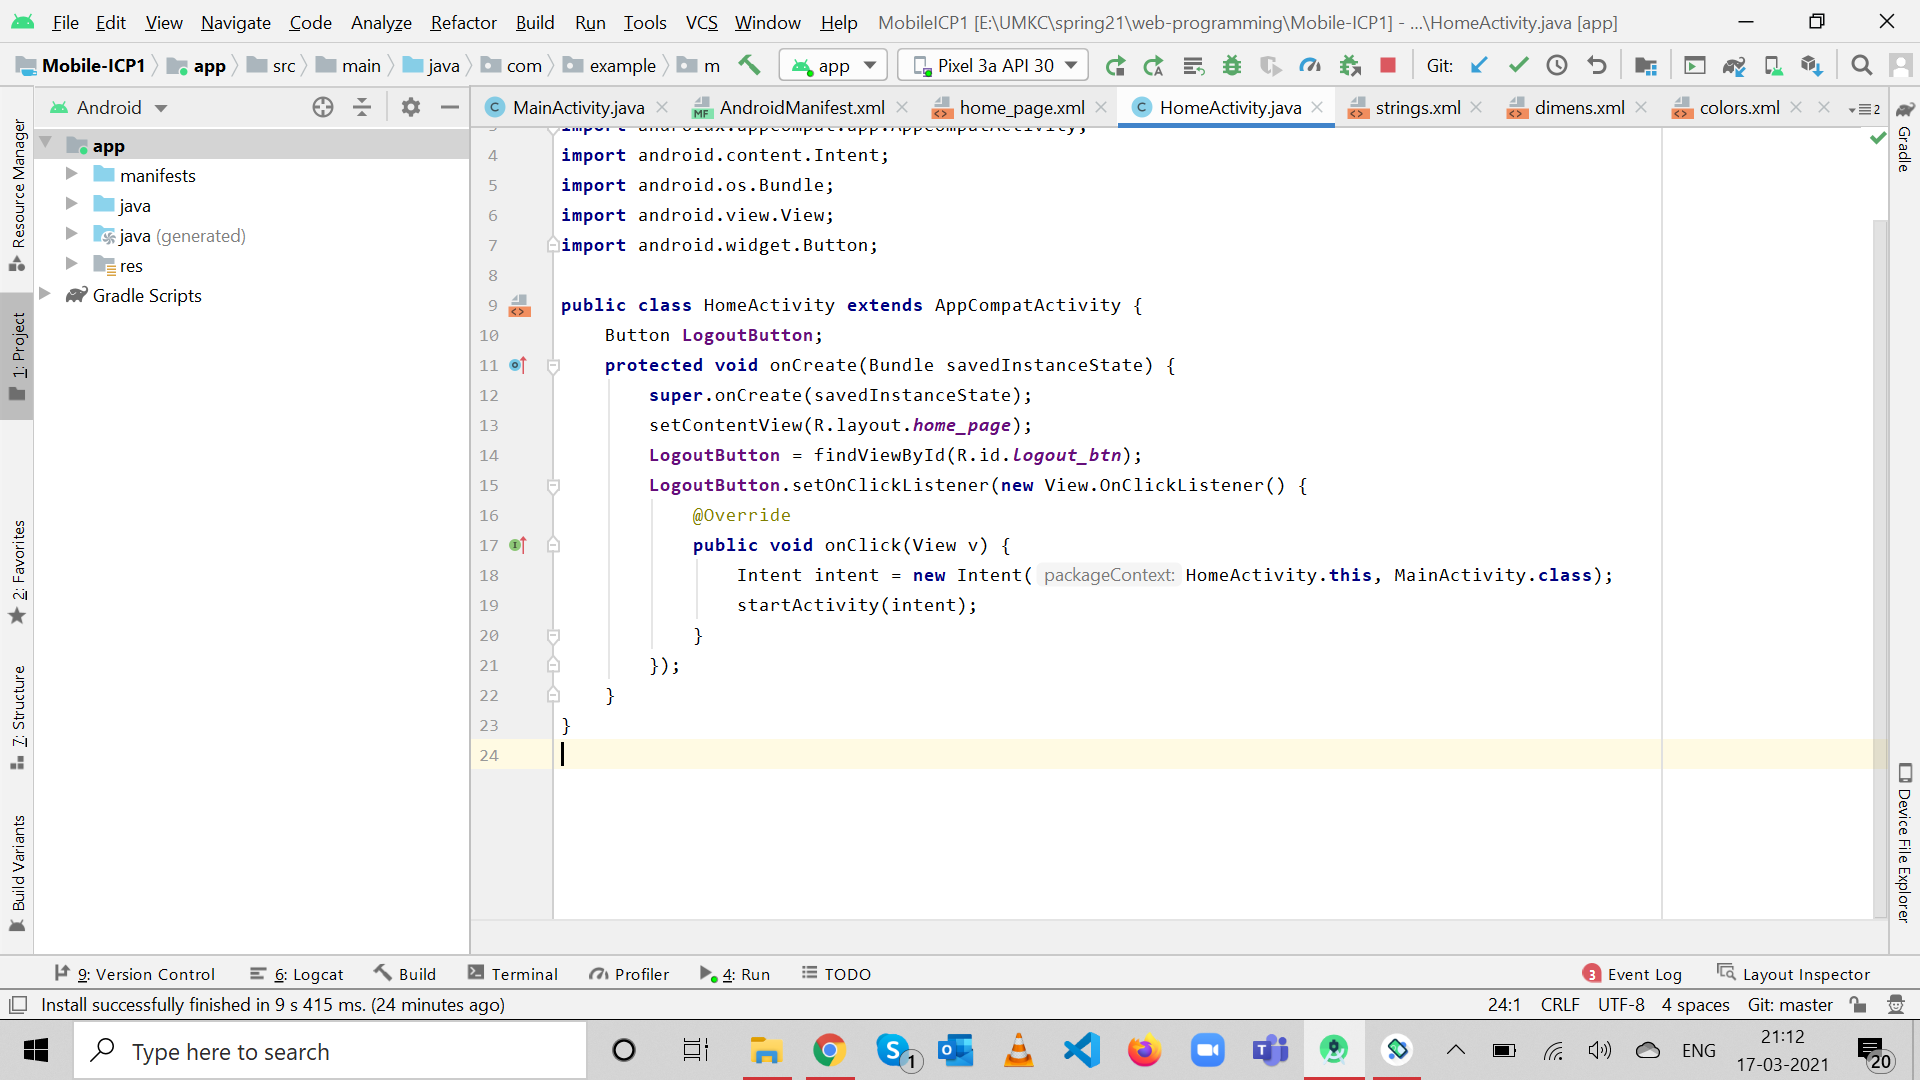 File Edit View Navigate Code Analyze Refactor Build Run Tools VCS Window Help MobileICP1 [E:\UMKC\spring21\web-programming\Mobile-ICP1] - ...\HomeActivity.java [app]
Mobile-ICP1 app src main java com example m app Pixel 3a API 30 Git:
Android
MainActivity.java AndroidManifest.xml home_page.xml HomeActivity.java strings.xml dimens.xml colors.xml 2
app
manifests
java
java (generated)
res
Gradle Scripts
Resource Manager
1: Project
2: Favorites
7: Structure
Build Variants
3 import androidx.appcompat.app.AppCompatActivity;
4 import android.content.Intent;
5 import android.os.Bundle;
6 import android.view.View;
7 import android.widget.Button;
8
9 public class HomeActivity extends AppCompatActivity {
10 Button LogoutButton;
11 protected void onCreate(Bundle savedInstanceState) {
12 super.onCreate(savedInstanceState);
13 setContentView(R.layout.home_page);
14 LogoutButton = findViewById(R.id.logout_btn);
15 LogoutButton.setOnClickListener(new View.OnClickListener() {
16 @Override
17 public void onClick(View v) {
18 Intent intent = new Intent( packageContext: HomeActivity.this, MainActivity.class);
19 startActivity(intent);
20 }
21 });
22 }
23 }
24
Gradle
Device File Explorer
9: Version Control 6: Logcat Build Terminal Profiler 4: Run TODO 3 Event Log Layout Inspector
Install successfully finished in 9 s 415 ms. (24 minutes ago) 24:1 CRLF UTF-8 4 spaces Git: master
Type here to search 1 ENG 21:12
17-03-2021 20